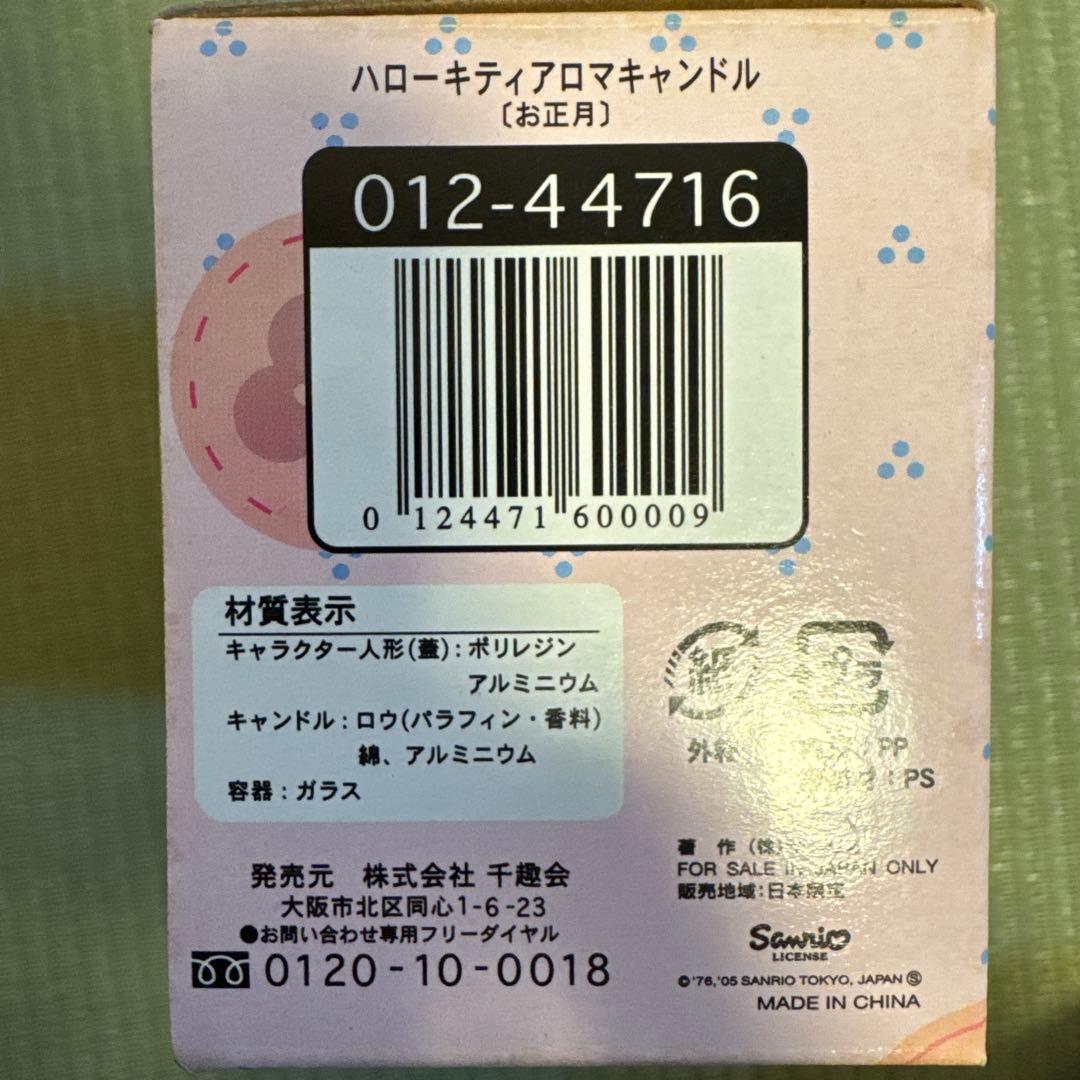 ハローキティアロマキャンドル
〔お正月〕
012-44716
0 124471 600009
材質表示
キャラクター人形(蓋):ポリレジン
アルミニウム
キャンドル:ロウ(パラフィン・香料)
綿、アルミニウム
容器:ガラス
紙
プラ
外箱
PP
:PS
発売元 株式会社 千趣会
大阪市北区同心1-6-23
●お問い合わせ専用フリーダイヤル
0120-10-0018
著 作 (株)
FOR SALE IN JAPAN ONLY
販売地域:日本限定
Sanrio
LICENSE
©'76,'05 SANRIO TOKYO, JAPAN Ⓢ
MADE IN CHINA